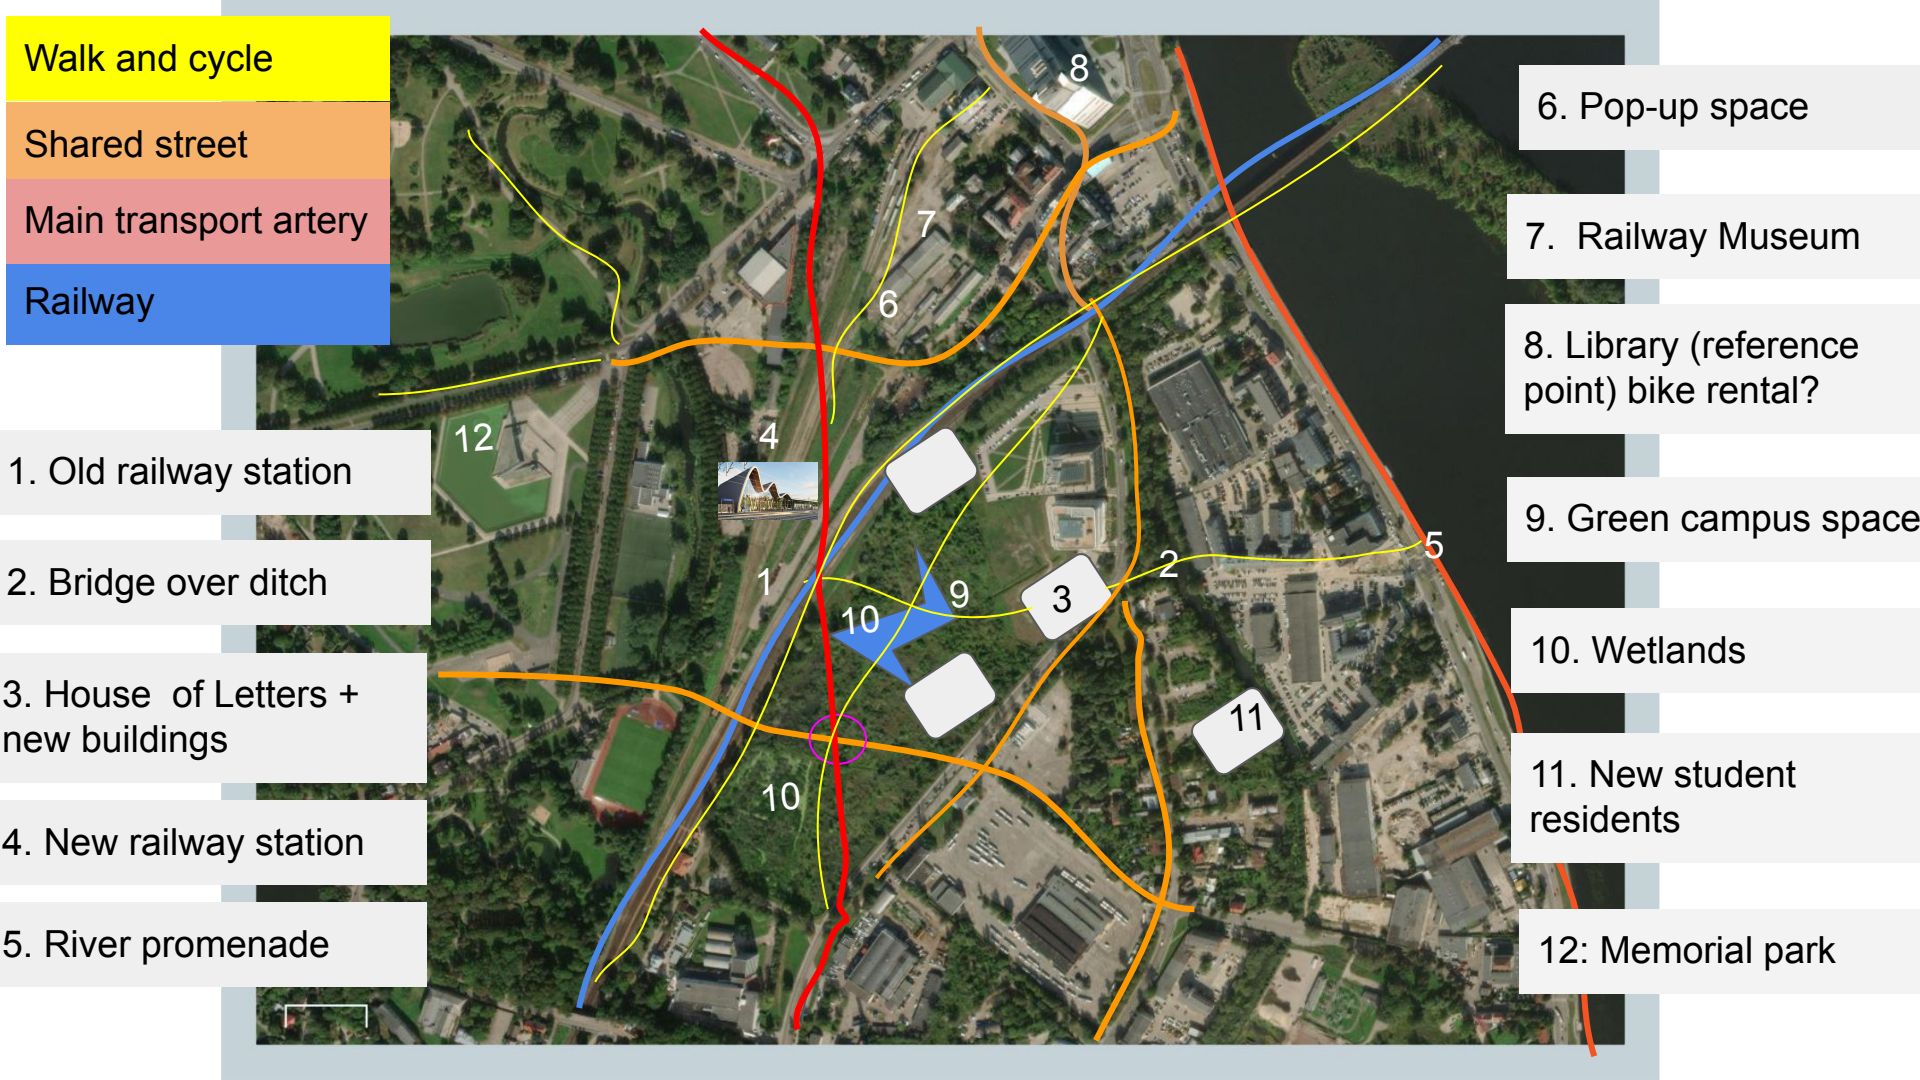 Walk and cycle
Shared street
Main transport artery
Railway
1. Old railway station
2. Bridge over ditch
3. House  of Letters +
new buildings
4. New railway station
5. River promenade
6. Pop-up space
7.  Railway Museum
8. Library (reference
point) bike rental?
9. Green campus space
10. Wetlands
11. New student
residents
12: Memorial park
8
7
6
12
4
1
2
5
9
3
10
11
10